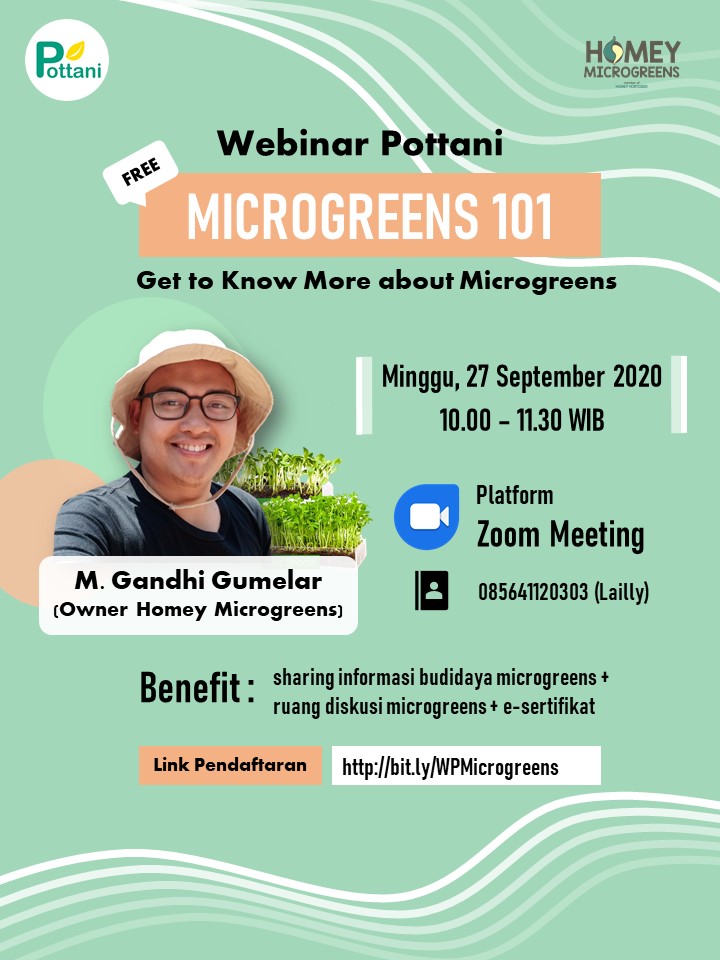 Pottani
HOMEY
MICROGREENS
Webinar Pottani
FREE
MICROGREENS 101
Get to Know More about Microgreens
Minggu, 27 September 2020
10.00 - 11.30 WIB
Platform
Zoom Meeting
085641120303 (Lailly)
M. Gandhi Gumelar
(Owner Homey Microgreens)
Benefit : sharing informasi budidaya microgreens +
ruang diskusi microgreens + e-sertifikat
Link Pendaftaran http://bit.ly/WPMicrogreens